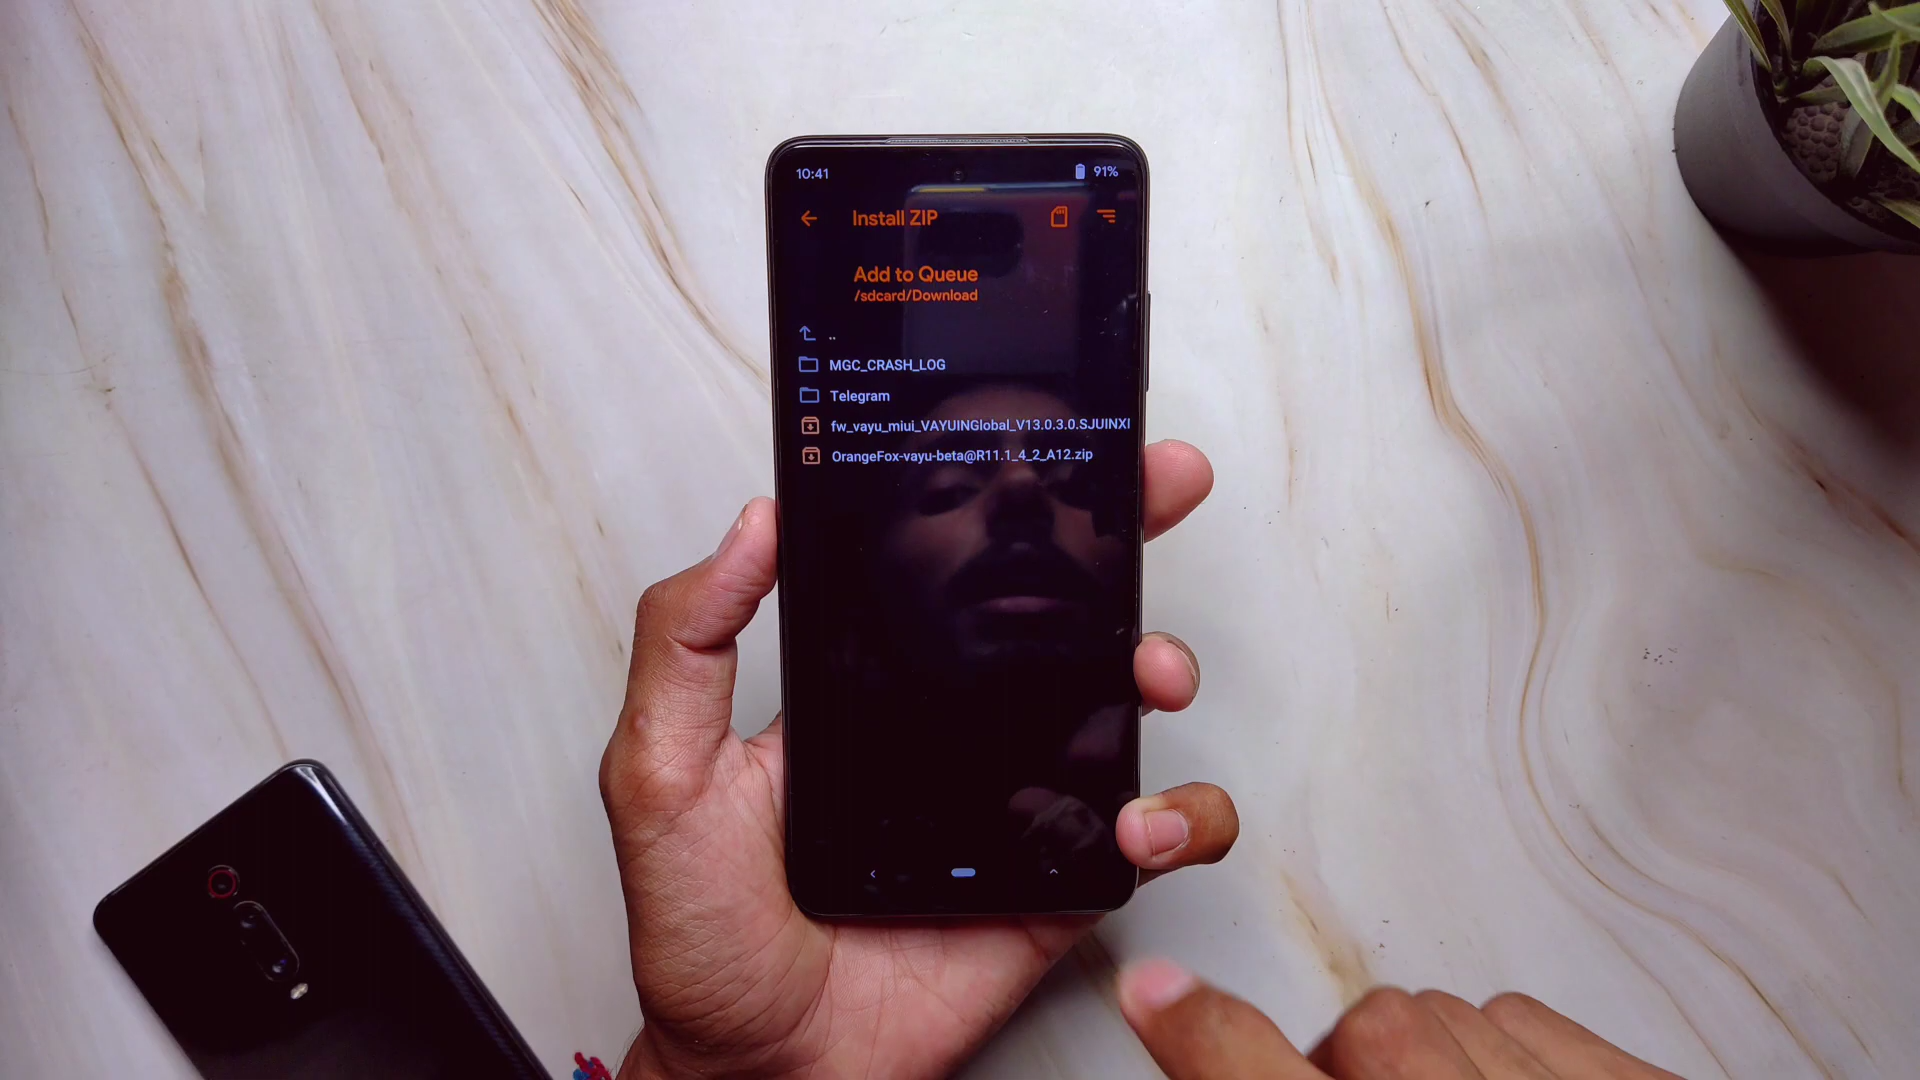 10:41
91%
Install ZIP
Add to Queue
/sdcard/Download
..
MGC_CRASH_LOG
Telegram
fw_vayu_miui_VAYUINGlobal_V13.0.3.0.SJUINXI
OrangeFox-vayu-beta@R11.1_4_2_A12.zip